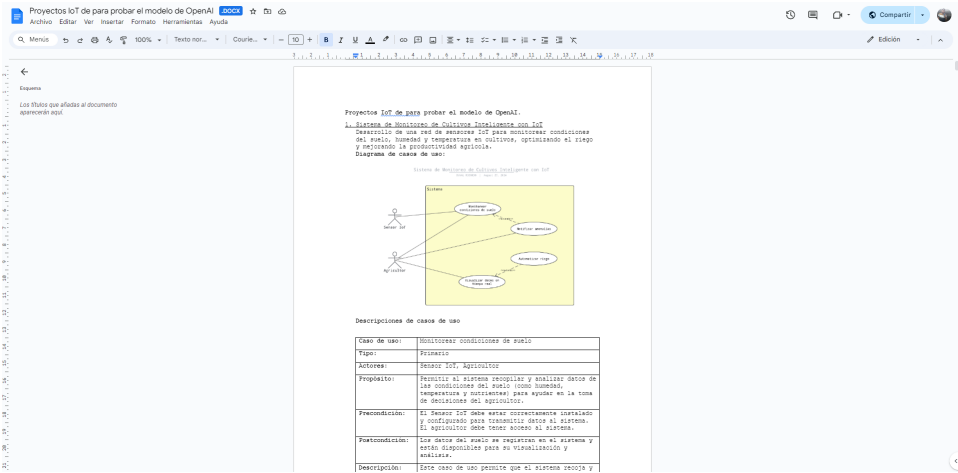 Proyectos IoT de para probar el modelo de OpenAI .DOCX
Archivo Editar Ver Insertar Formato Herramientas Ayuda
Compartir
Menús 100% Texto nor... Courie... 10 B I U A Edición
Esquema
Los títulos que añadas al documento
aparecerán aquí.
Proyectos IoT de para probar el modelo de OpenAI.
1. Sistema de Monitoreo de Cultivos Inteligente con IoT
Desarrollo de una red de sensores IoT para monitorear condiciones
del suelo, humedad y temperatura en cultivos, optimizando el riego
y mejorando la productividad agrícola.
Diagrama de casos de uso:
Sistema de Monitoreo de Cultivos Inteligente con IoT
Sistema
Monitorear
condiciones de suelo
Sensor IoT
Notificar anomalías
Agricultor
Automatizar riego
Visualizar datos en
tiempo real
Descripciones de casos de uso
Caso de uso: Monitorear condiciones de suelo
Tipo: Primario
Actores: Sensor IoT, Agricultor
Propósito: Permitir al sistema recopilar y analizar datos de
las condiciones del suelo (como humedad,
temperatura y nutrientes) para ayudar en la toma
de decisiones del agricultor.
Precondición: El Sensor IoT debe estar correctamente instalado
y configurado para transmitir datos al sistema.
El agricultor debe tener acceso al sistema.
Postcondición: Los datos del suelo se registran en el sistema y
están disponibles para su visualización y
análisis.
Descripción: Este caso de uso permite que el sistema recoja y